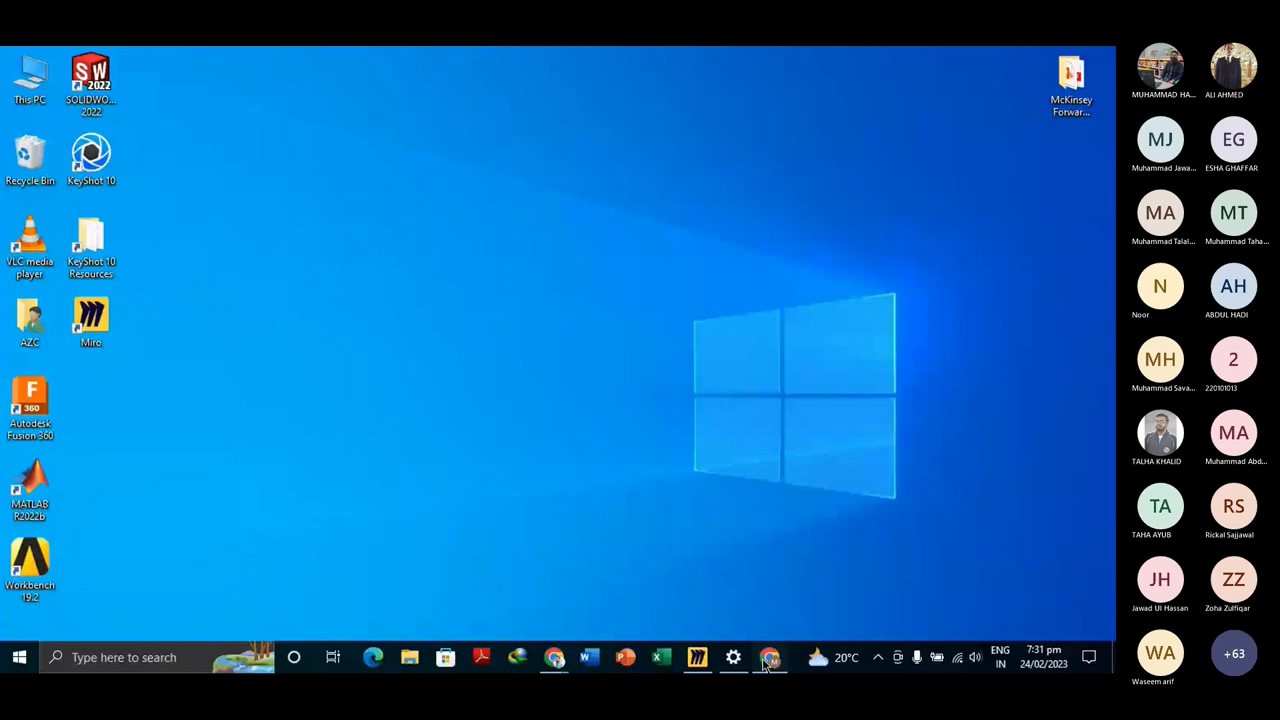 This PC
SW
2022
SOLIDWO...
2022
McKinsey
Forwar...
Recycle Bin
KeyShot 10
VLC media
player
KeyShot 10
Resources
AZC
Miro
F
360
Autodesk
Fusion 360
MATLAB
R2022b
Workbench
19.2
Type here to search
20°C
ENG
IN
7:31 pm
24/02/2023
MUHAMMAD HA...
ALI AHMED
MJ
EG
Muhammad Jawa...
ESHA GHAFFAR
MA
MT
Muhammad Talal...
Muhammad Taha...
N
AH
Noor
ABDUL HADI
MH
2
Muhammad Sava...
220101013
MA
TALHA KHALID
Muhammad Abd...
TA
RS
TAHA AYUB
Rickal Sajjawal
JH
ZZ
Jawad Ul Hassan
Zoha Zulfiqar
WA
+63
Waseem arif